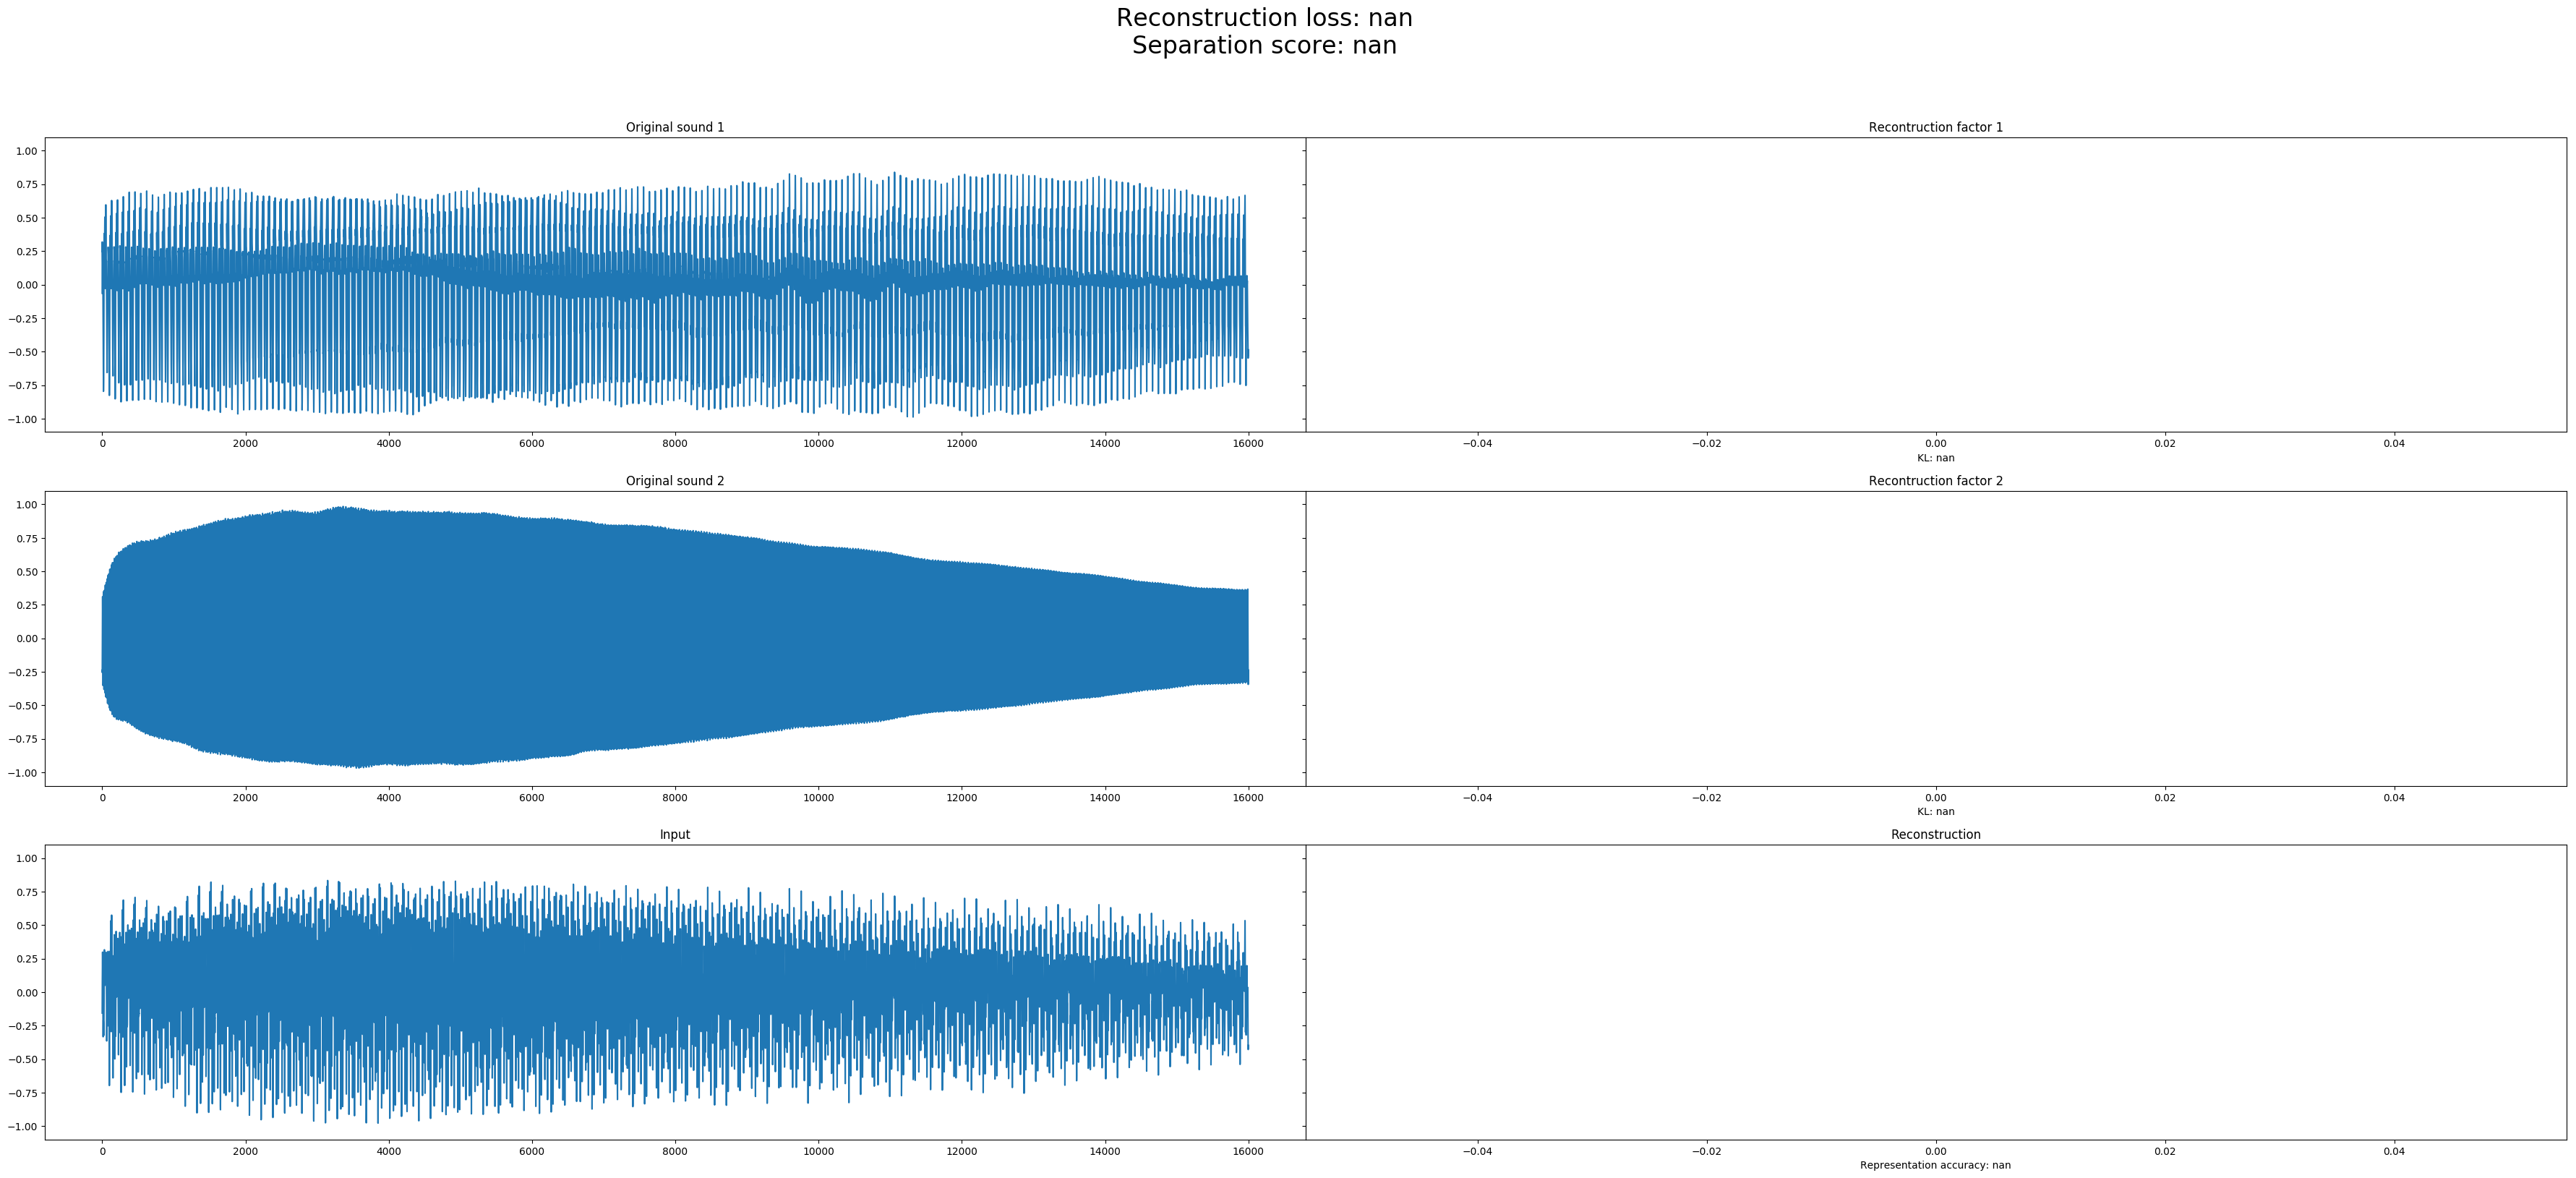 Reconstruction loss: nan
Separation score: nan
Original sound 1
Recontruction factor 1
1.00
0.75
0.50
0.25
0.00
−0.25
−0.50
−0.75
−1.00
0 2000 4000 6000 8000 10000 12000 14000 16000
−0.04 −0.02 0.00 0.02 0.04
KL: nan
Original sound 2
Recontruction factor 2
1.00
0.75
0.50
0.25
0.00
−0.25
−0.50
−0.75
−1.00
0 2000 4000 6000 8000 10000 12000 14000 16000
−0.04 −0.02 0.00 0.02 0.04
KL: nan
Input
Reconstruction
1.00
0.75
0.50
0.25
0.00
−0.25
−0.50
−0.75
−1.00
0 2000 4000 6000 8000 10000 12000 14000 16000
−0.04 −0.02 0.00 0.02 0.04
Representation accuracy: nan